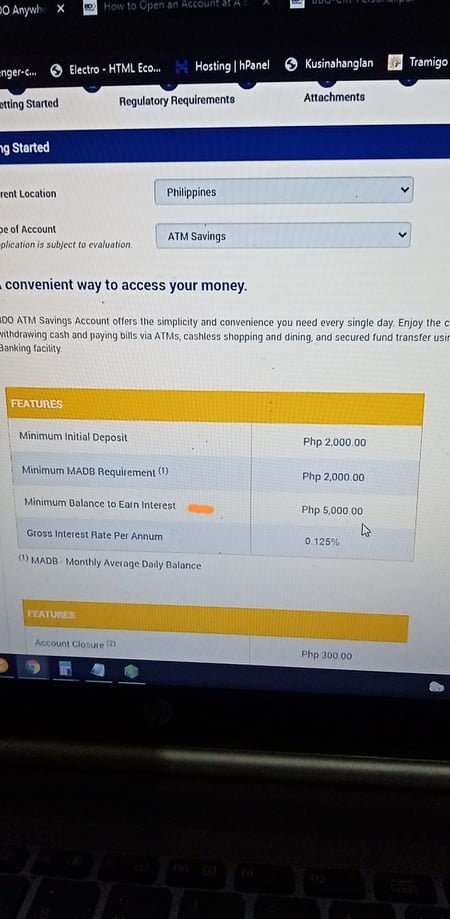 DO Anywh
How to Open an Account at A
nger-c...
Electro - HTML Eco...
Hosting | hPanel
Kusinahanglan
Tramigo
etting Started
Regulatory Requirements
Attachments
ng Started
rent Location
Philippines
pe of Account
plication is subject to evaluation.
ATM Savings
convenient way to access your money.
DO ATM Savings Account offers the simplicity and convenience you need every single day. Enjoy the c
withdrawing cash and paying bills via ATMs, cashless shopping and dining, and secured fund transfer usin
Banking facility.
FEATURES
Minimum Initial Deposit
Php 2,000.00
Minimum MADB Requirement (1)
Php 2,000.00
Minimum Balance to Earn Interest
Php 5,000.00
Gross Interest Rate Per Annum
0.125%
(1) MADB - Monthly Average Daily Balance
FEATURES
Account Closure (2)
Php 300.00